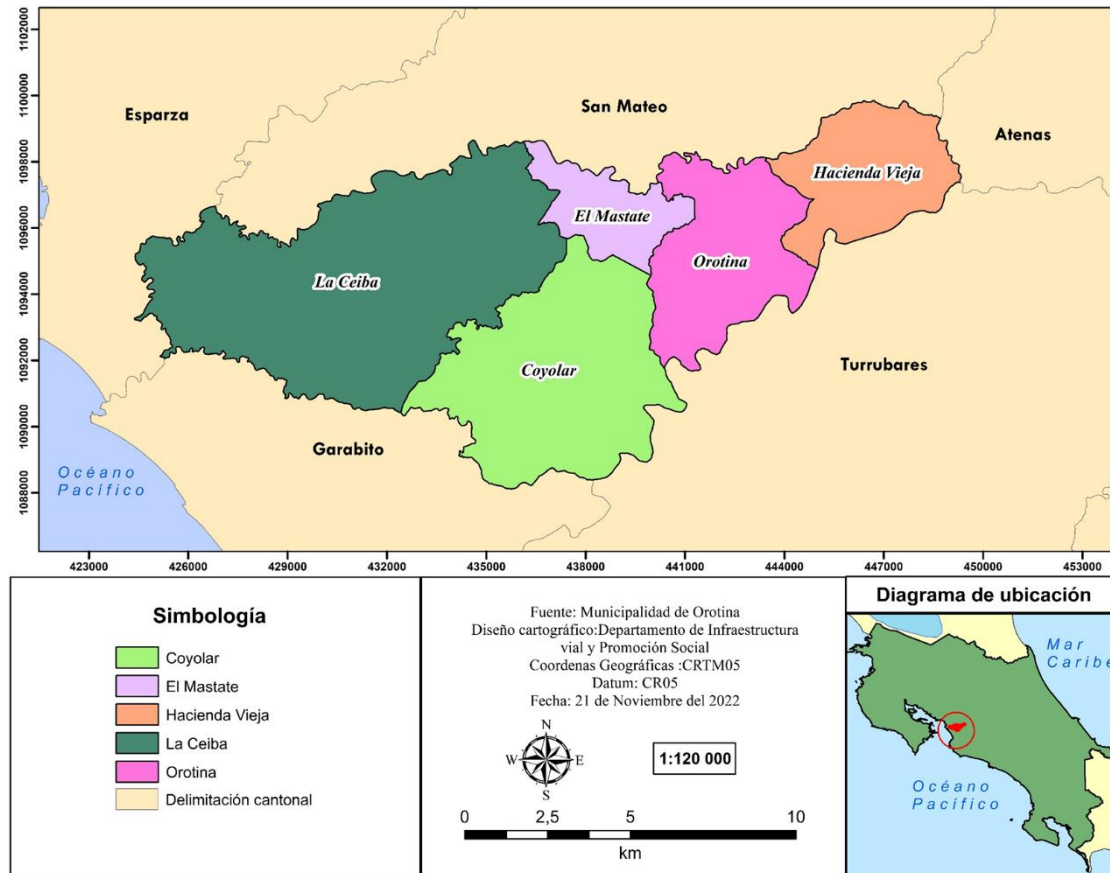 1102000
1100000
1098000
1096000
1094000
1092000
1090000
1088000
Esparza
San Mateo
Atenas
Hacienda Vieja
El Mastate
Orotina
La Ceiba
Coyolar
Turrubares
Garabito
Océano
Pacífico
423000 426000 429000 432000 435000 438000 441000 444000 447000 450000 453000
Simbología
Coyolar
El Mastate
Hacienda Vieja
La Ceiba
Orotina
Delimitación cantonal
Fuente: Municipalidad de Orotina
Diseño cartográfico:Departamento de Infraestructura
vial y Promoción Social
Coordenas Geográficas :CRTM05
Datum: CR05
Fecha: 21 de Noviembre del 2022
N
W E
S
1:120 000
0 2,5 5 10
km
Diagrama de ubicación
Mar
Caribe
Océano
Pacífico